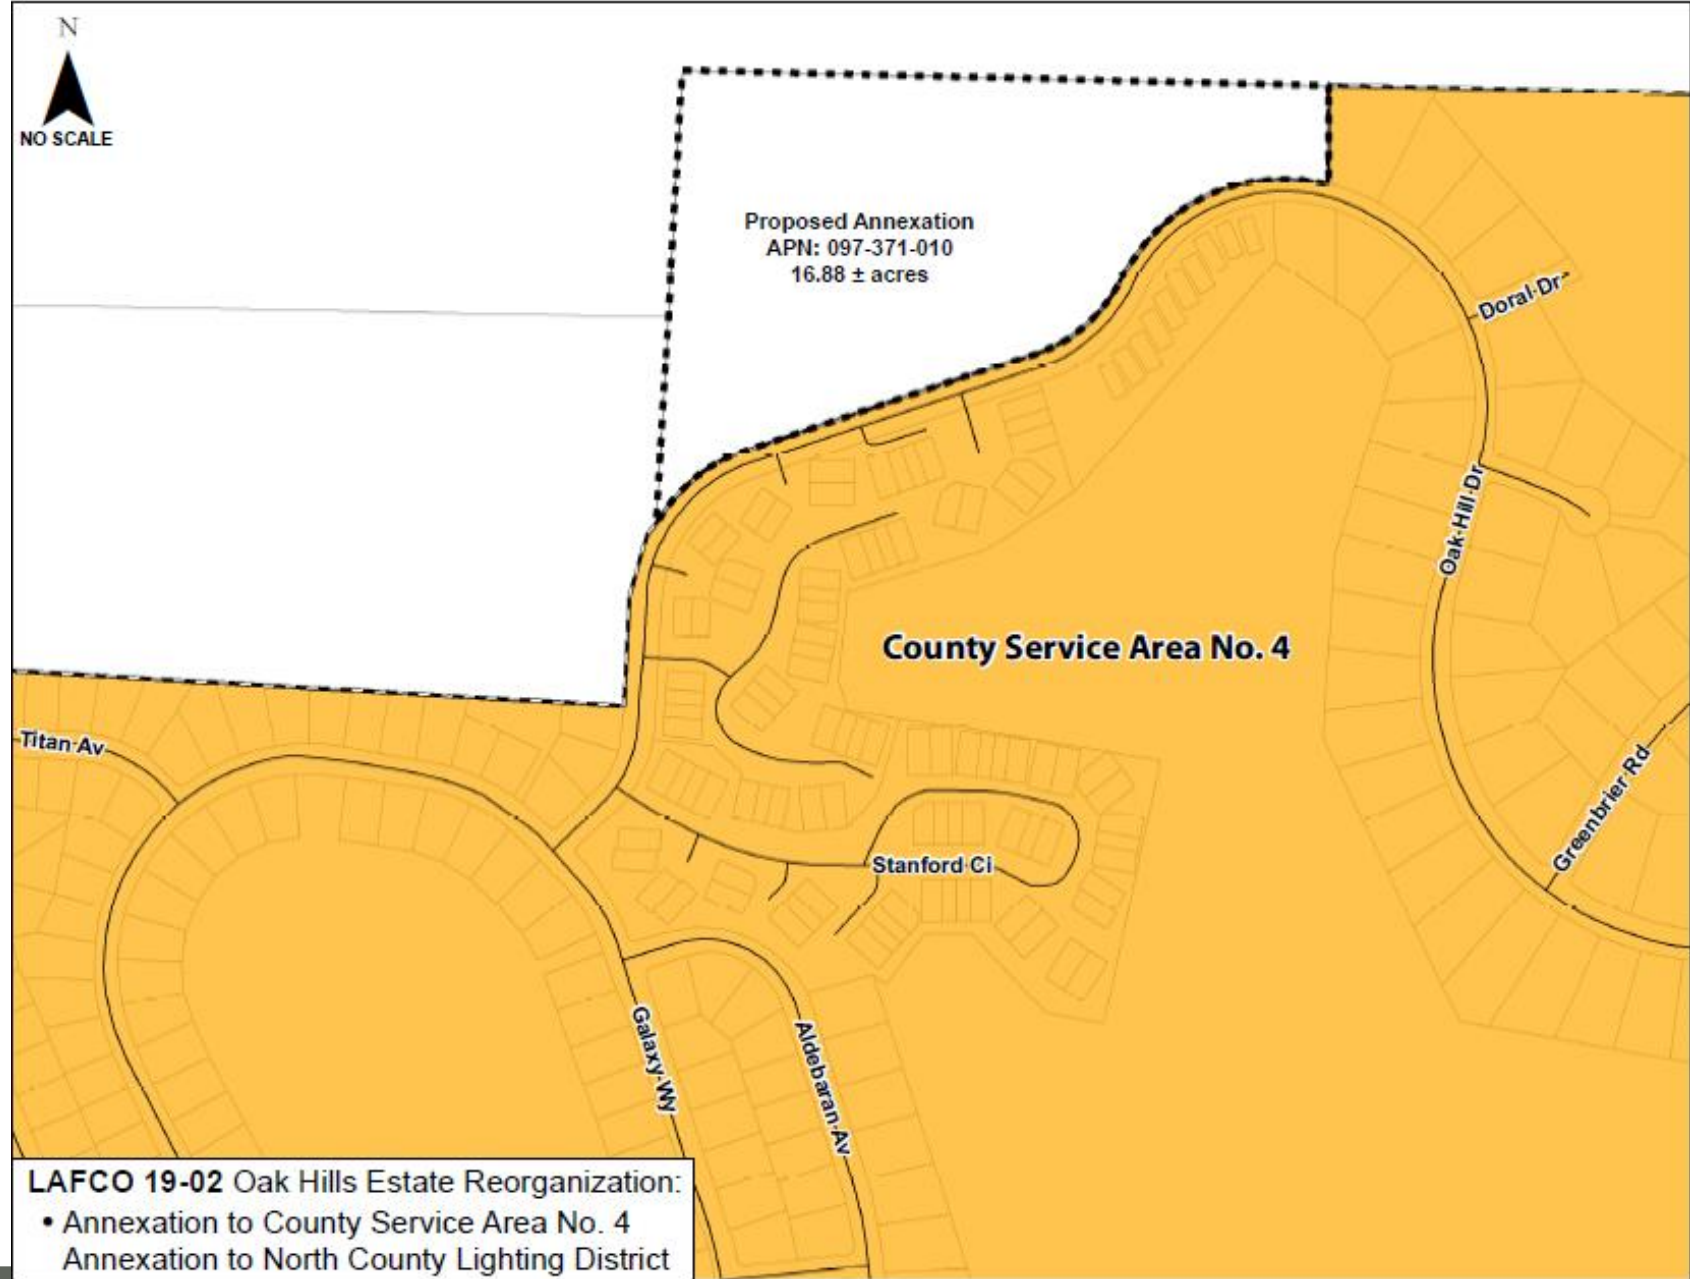 N
NO SCALE
Proposed Annexation
APN: 097-371-010
16.88 ± acres
Doral Dr
Oak Hill Dr
County Service Area No. 4
Titan Av
Greenbrier Rd
Stanford Ci
Galaxy Wy
Aldebaran Av
LAFCO 19-02 Oak Hills Estate Reorganization:
• Annexation to County Service Area No. 4
Annexation to North County Lighting District